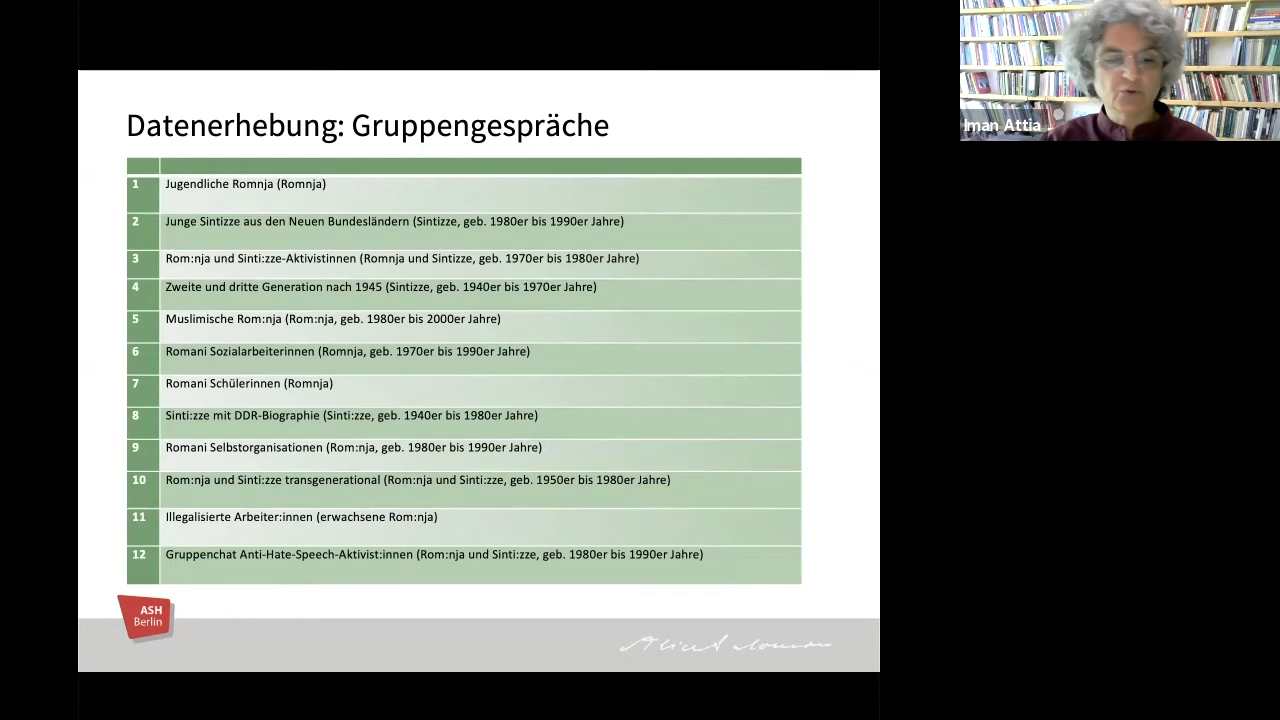 Datenerhebung: Gruppengespräche
1 Jugendliche Romnja (Romnja)
2 Junge Sintizze aus den Neuen Bundesländern (Sintizze, geb. 1980er bis 1990er Jahre)
3 Rom:nja und Sinti:zze-Aktivistinnen (Romnja und Sintizze, geb. 1970er bis 1980er Jahre)
4 Zweite und dritte Generation nach 1945 (Sintizze, geb. 1940er bis 1970er Jahre)
5 Muslimische Rom:nja (Rom:nja, geb. 1980er bis 2000er Jahre)
6 Romani Sozialarbeiterinnen (Romnja, geb. 1970er bis 1990er Jahre)
7 Romani Schülerinnen (Romnja)
8 Sinti:zze mit DDR-Biographie (Sinti:zze, geb. 1940er bis 1980er Jahre)
9 Romani Selbstorganisationen (Rom:nja, geb. 1980er bis 1990er Jahre)
10 Rom:nja und Sinti:zze transgenerational (Rom:nja und Sinti:zze, geb. 1950er bis 1980er Jahre)
11 Illegalisierte Arbeiter:innen (erwachsene Rom:nja)
12 Gruppenchat Anti-Hate-Speech-Aktivist:innen (Rom:nja und Sinti:zze, geb. 1980er bis 1990er Jahre)
ASH
Berlin
Alice Salomon
Iman Attia